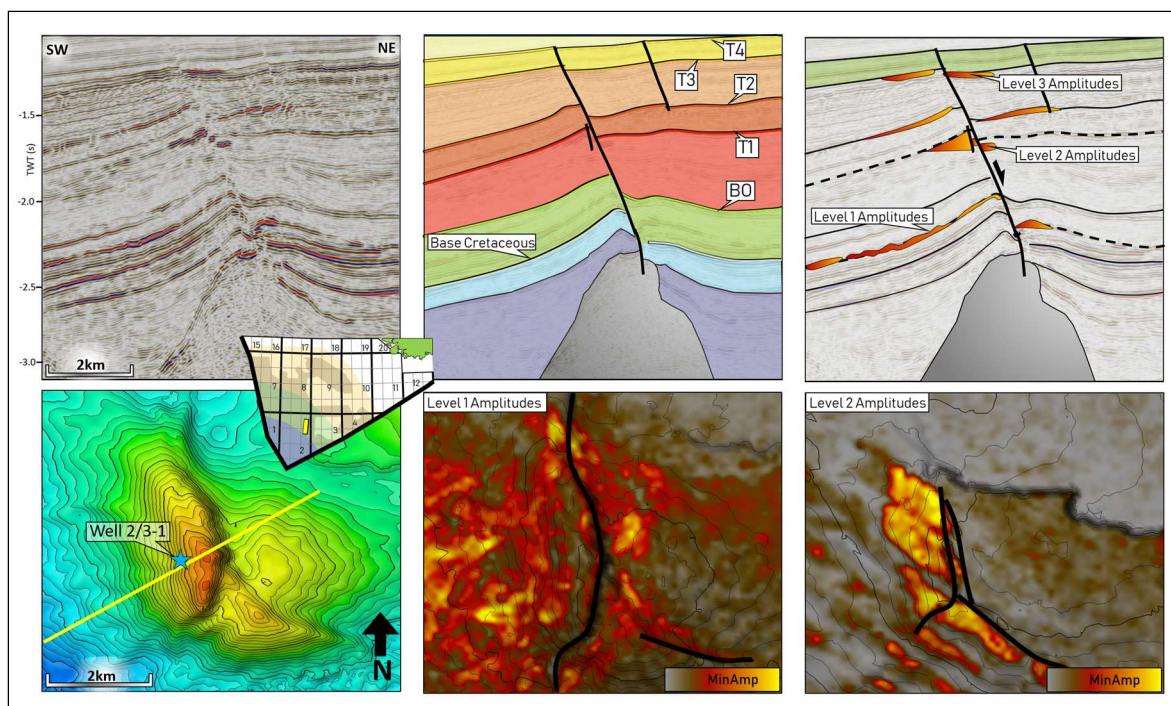 SW
NE
-1.5
TWT (s)
-2.0
-2.5
-3.0
2km
T4
T3
T2
T1
BO
Base Cretaceous
Level 3 Amplitudes
Level 2 Amplitudes
Level 1 Amplitudes
15 16 17 18 19 20
7 8 9 10 12
1 2 3 4
Well 2/3-1
N
2km
Level 1 Amplitudes
MinAmp
Level 2 Amplitudes
MinAmp